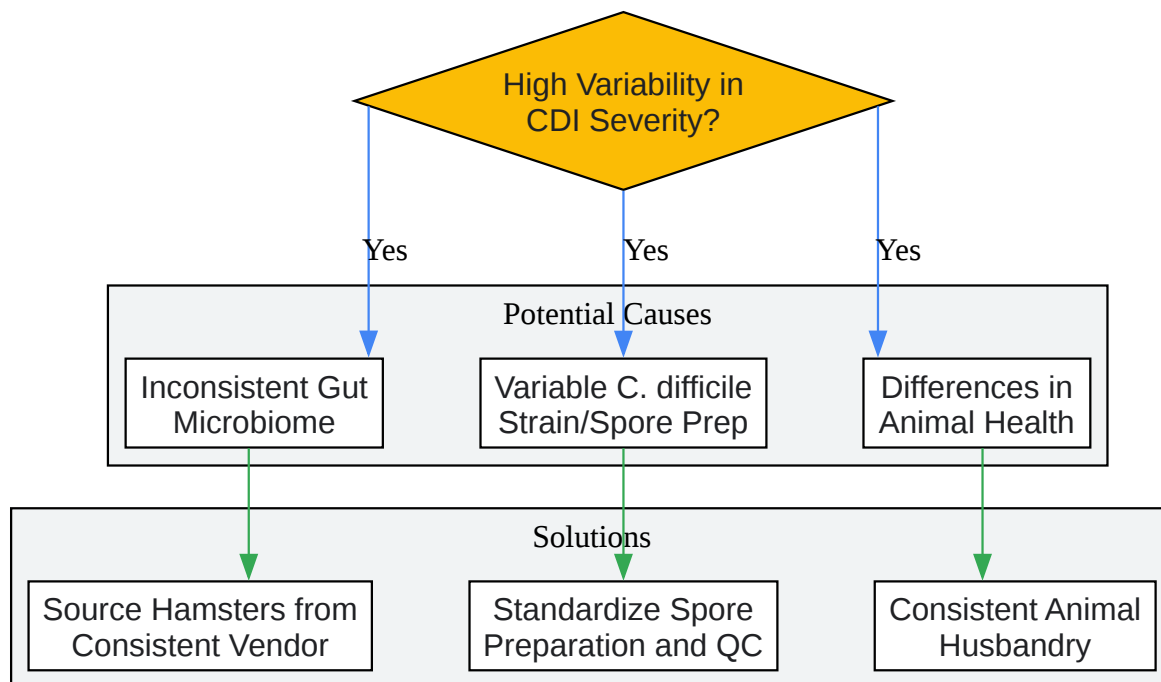 High Variability in
CDI Severity?
Yes
Yes
Yes
Potential Causes
Inconsistent Gut
Microbiome
Variable C. difficile
Strain/Spore Prep
Differences in
Animal Health
Solutions
Source Hamsters from
Consistent Vendor
Standardize Spore
Preparation and QC
Consistent Animal
Husbandry